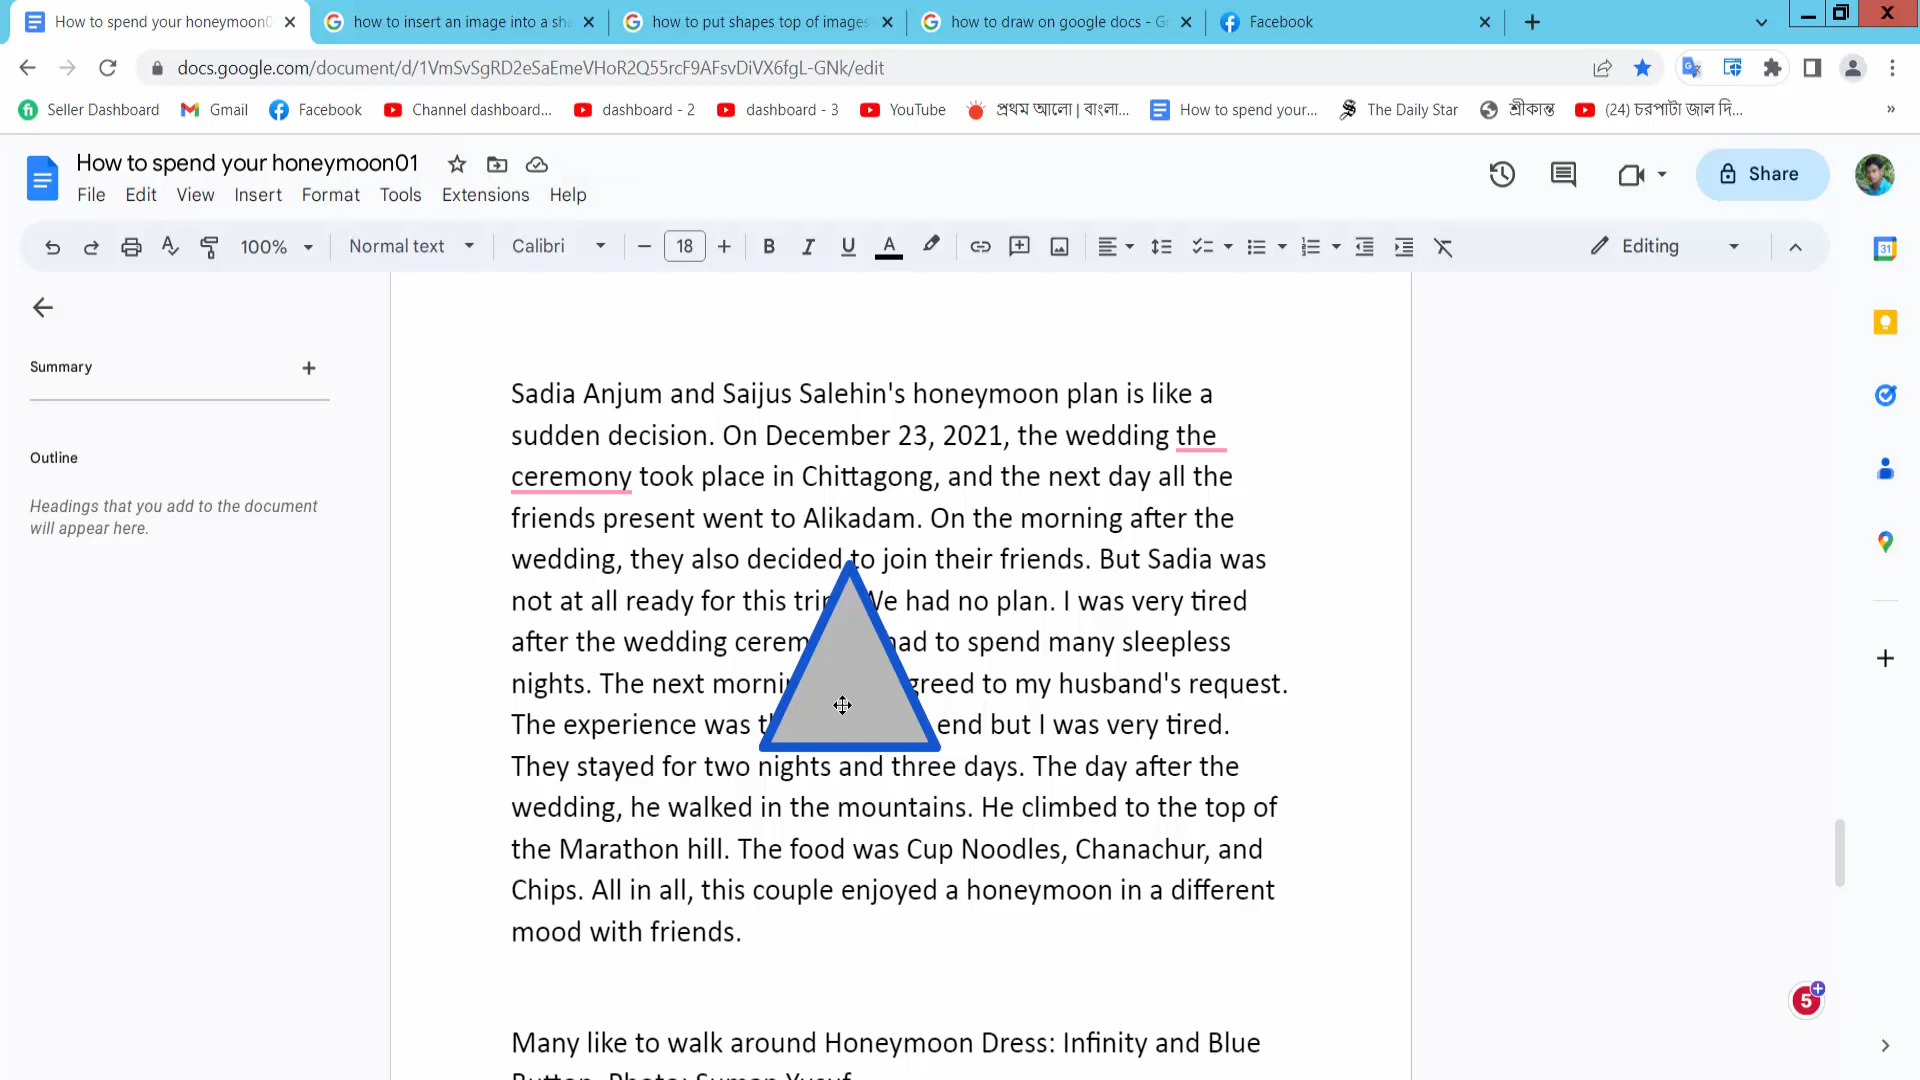 How to spend your honeymoon0
how to insert an image into a sha
how to put shapes top of images
how to draw on google docs - Go
Facebook
docs.google.com/document/d/1VmSvSgRD2eSaEmeVHoR2Q55rcF9AFsvDiVX6fgL-GNk/edit
Seller Dashboard
Gmail
Facebook
Channel dashboard...
dashboard - 2
dashboard - 3
YouTube
প্রথম আলো | বাংলা...
How to spend your...
The Daily Star
শ্রীকান্ত
(24) চরপাটা জাল দি...
»
How to spend your honeymoon01
File Edit View Insert Format Tools Extensions Help
Share
100%
Normal text
Calibri
18
B I U A
Editing
31
Summary
Outline
Headings that you add to the document
will appear here.
Sadia Anjum and Saijus Salehin's honeymoon plan is like a
sudden decision. On December 23, 2021, the wedding the
ceremony took place in Chittagong, and the next day all the
friends present went to Alikadam. On the morning after the
wedding, they also decided to join their friends. But Sadia was
not at all ready for this tri We had no plan. I was very tired
after the wedding cerem had to spend many sleepless
nights. The next morni greed to my husband's request.
The experience was t end but I was very tired.
They stayed for two nights and three days. The day after the
wedding, he walked in the mountains. He climbed to the top of
the Marathon hill. The food was Cup Noodles, Chanachur, and
Chips. All in all, this couple enjoyed a honeymoon in a different
mood with friends.
Many like to walk around Honeymoon Dress: Infinity and Blue
Button. Photo: Suman Yusuf
5